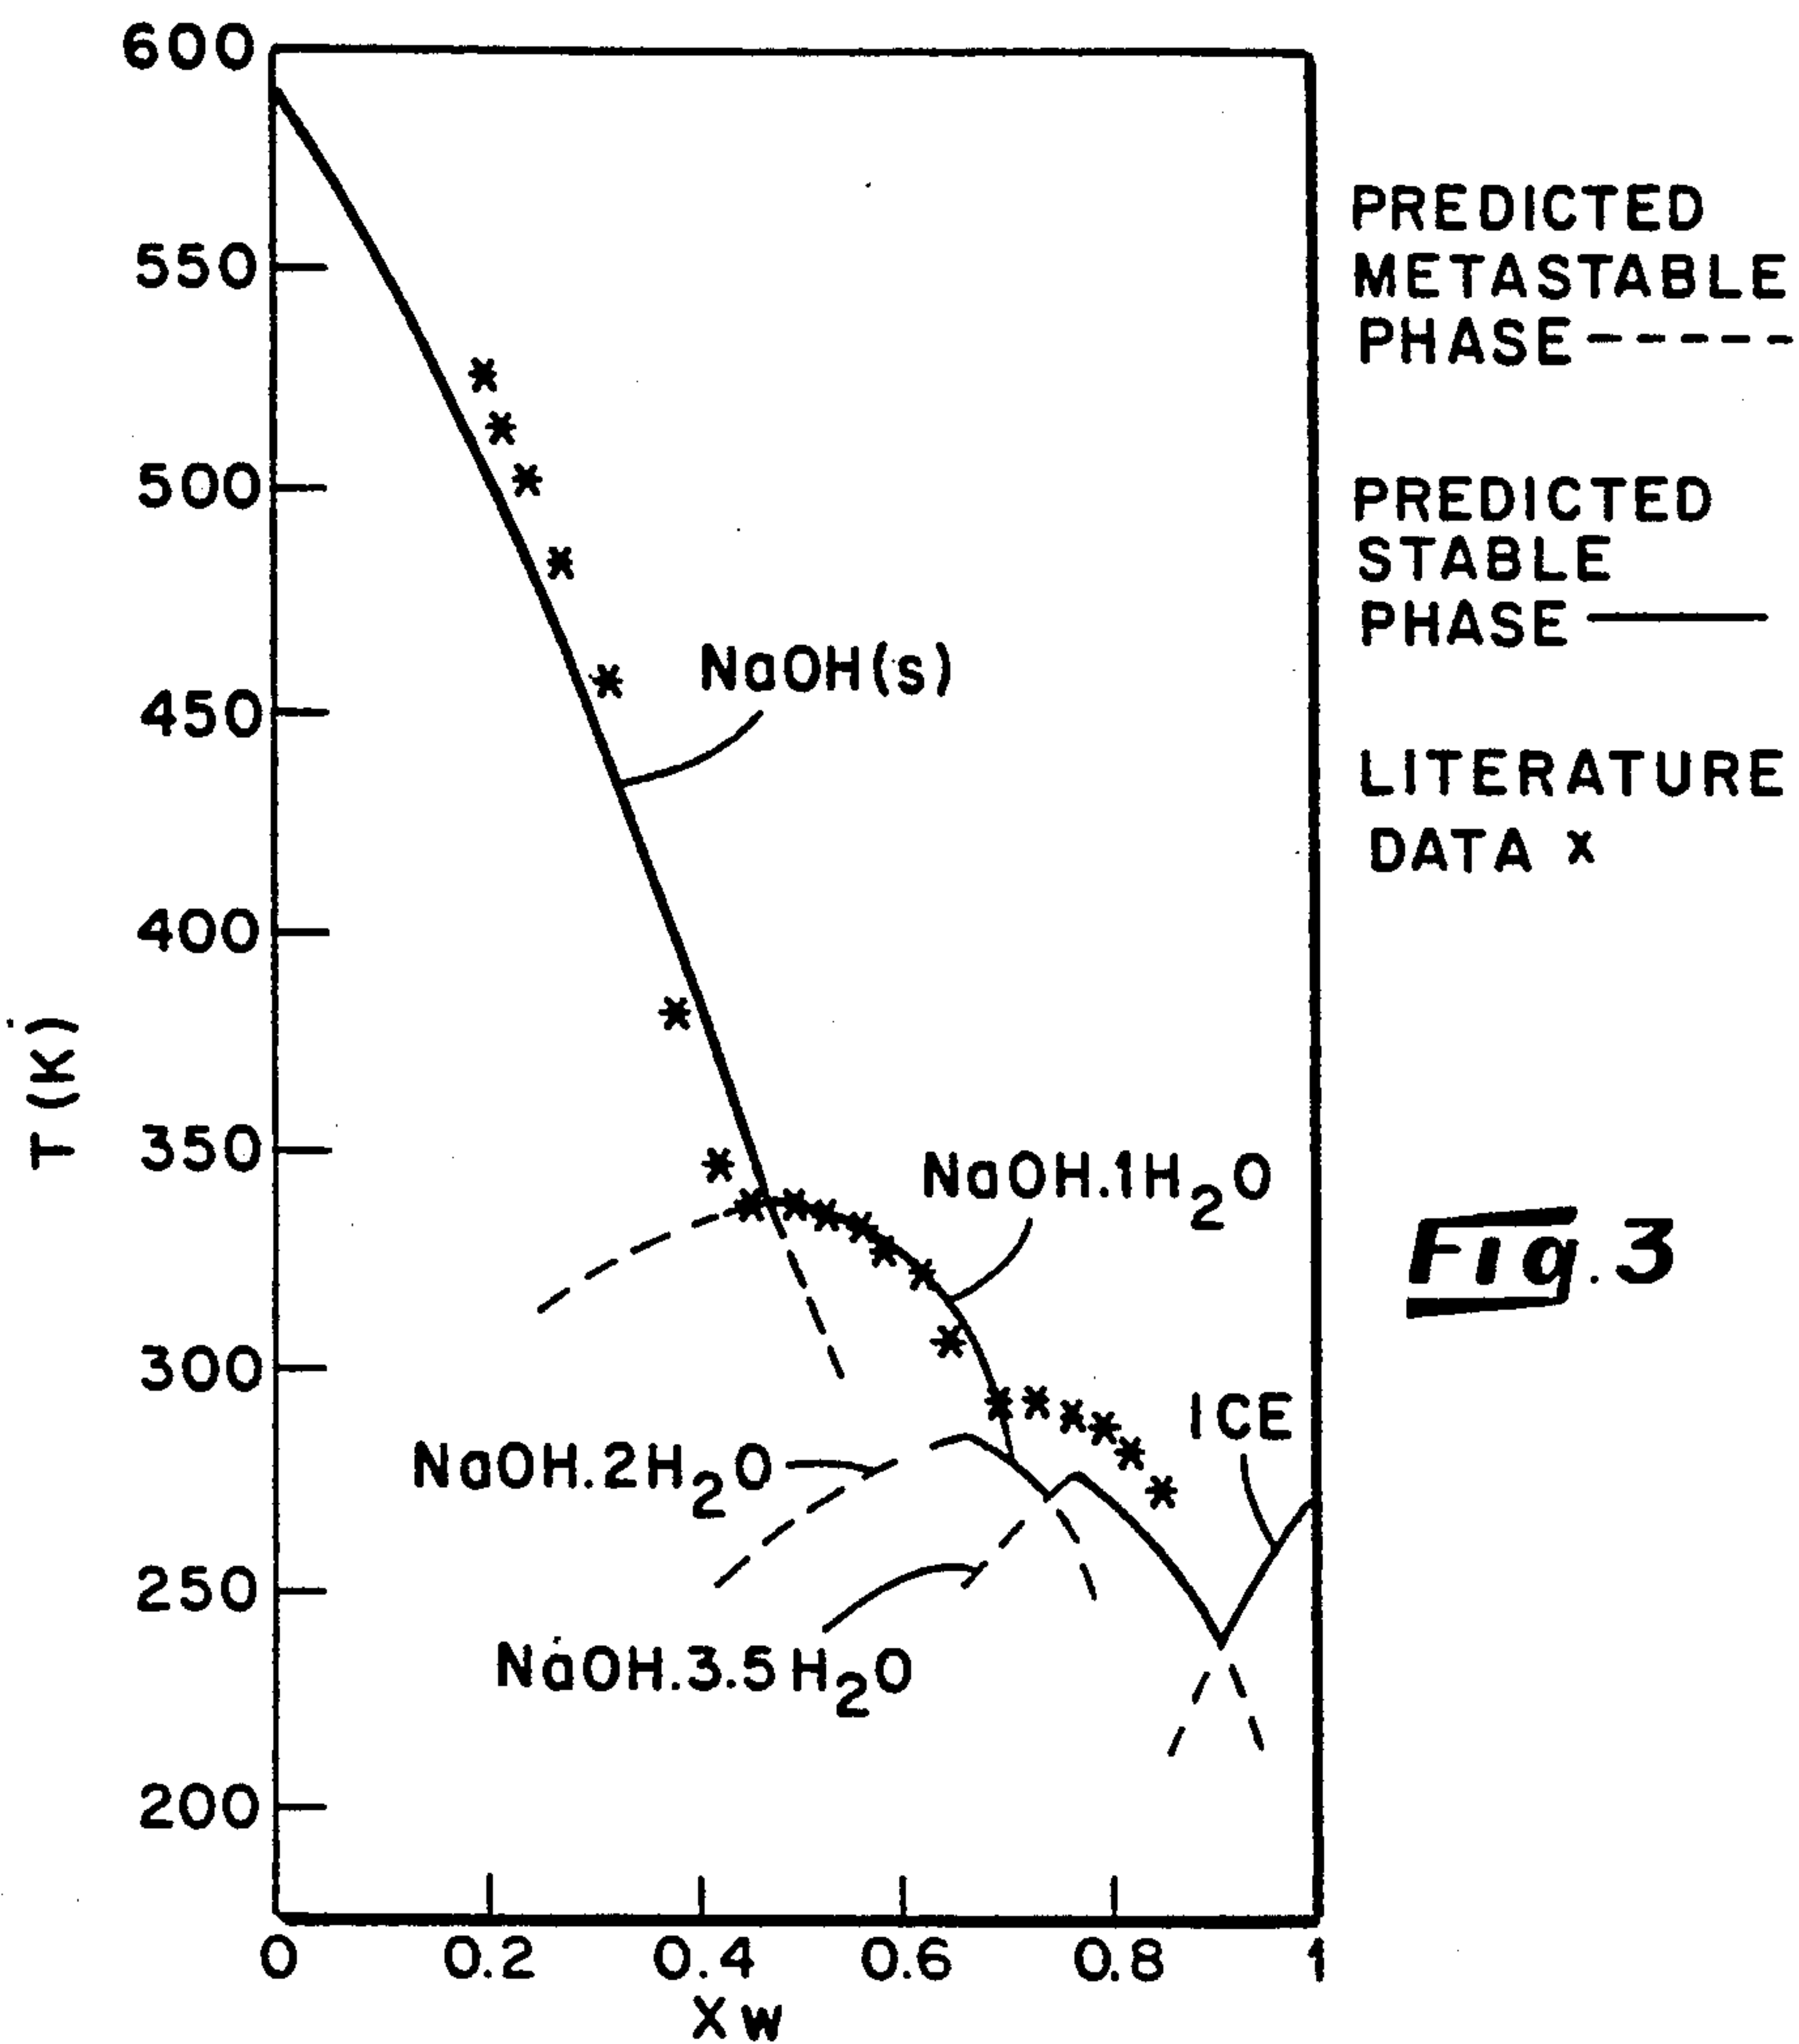 600
550
500
450
400
350
300
250
200
T (K)
0 0.2 0.4 0.6 0.8 1
XW
NaOH(s)
NaOH.1H2O
ICE
NaOH.2H2O
NaOH.3.5H2O
PREDICTED
METASTABLE
PHASE-----
PREDICTED
STABLE
PHASE
LITERATURE
DATA x
Fig. 3